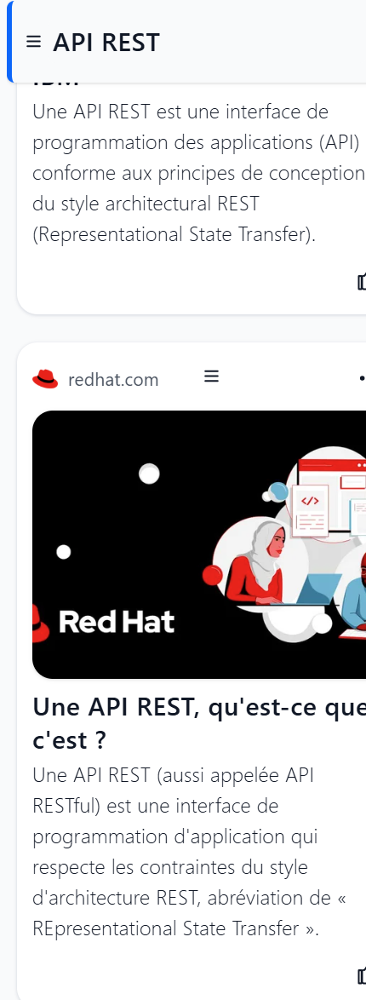 API REST
IBM
Une API REST est une interface de
programmation des applications (API)
conforme aux principes de conception
du style architectural REST
(Representational State Transfer).
redhat.com
</>
Red Hat
Une API REST, qu'est-ce que
c'est ?
Une API REST (aussi appelée API
RESTful) est une interface de
programmation d'application qui
respecte les contraintes du style
d'architecture REST, abréviation de «
REpresentational State Transfer ».